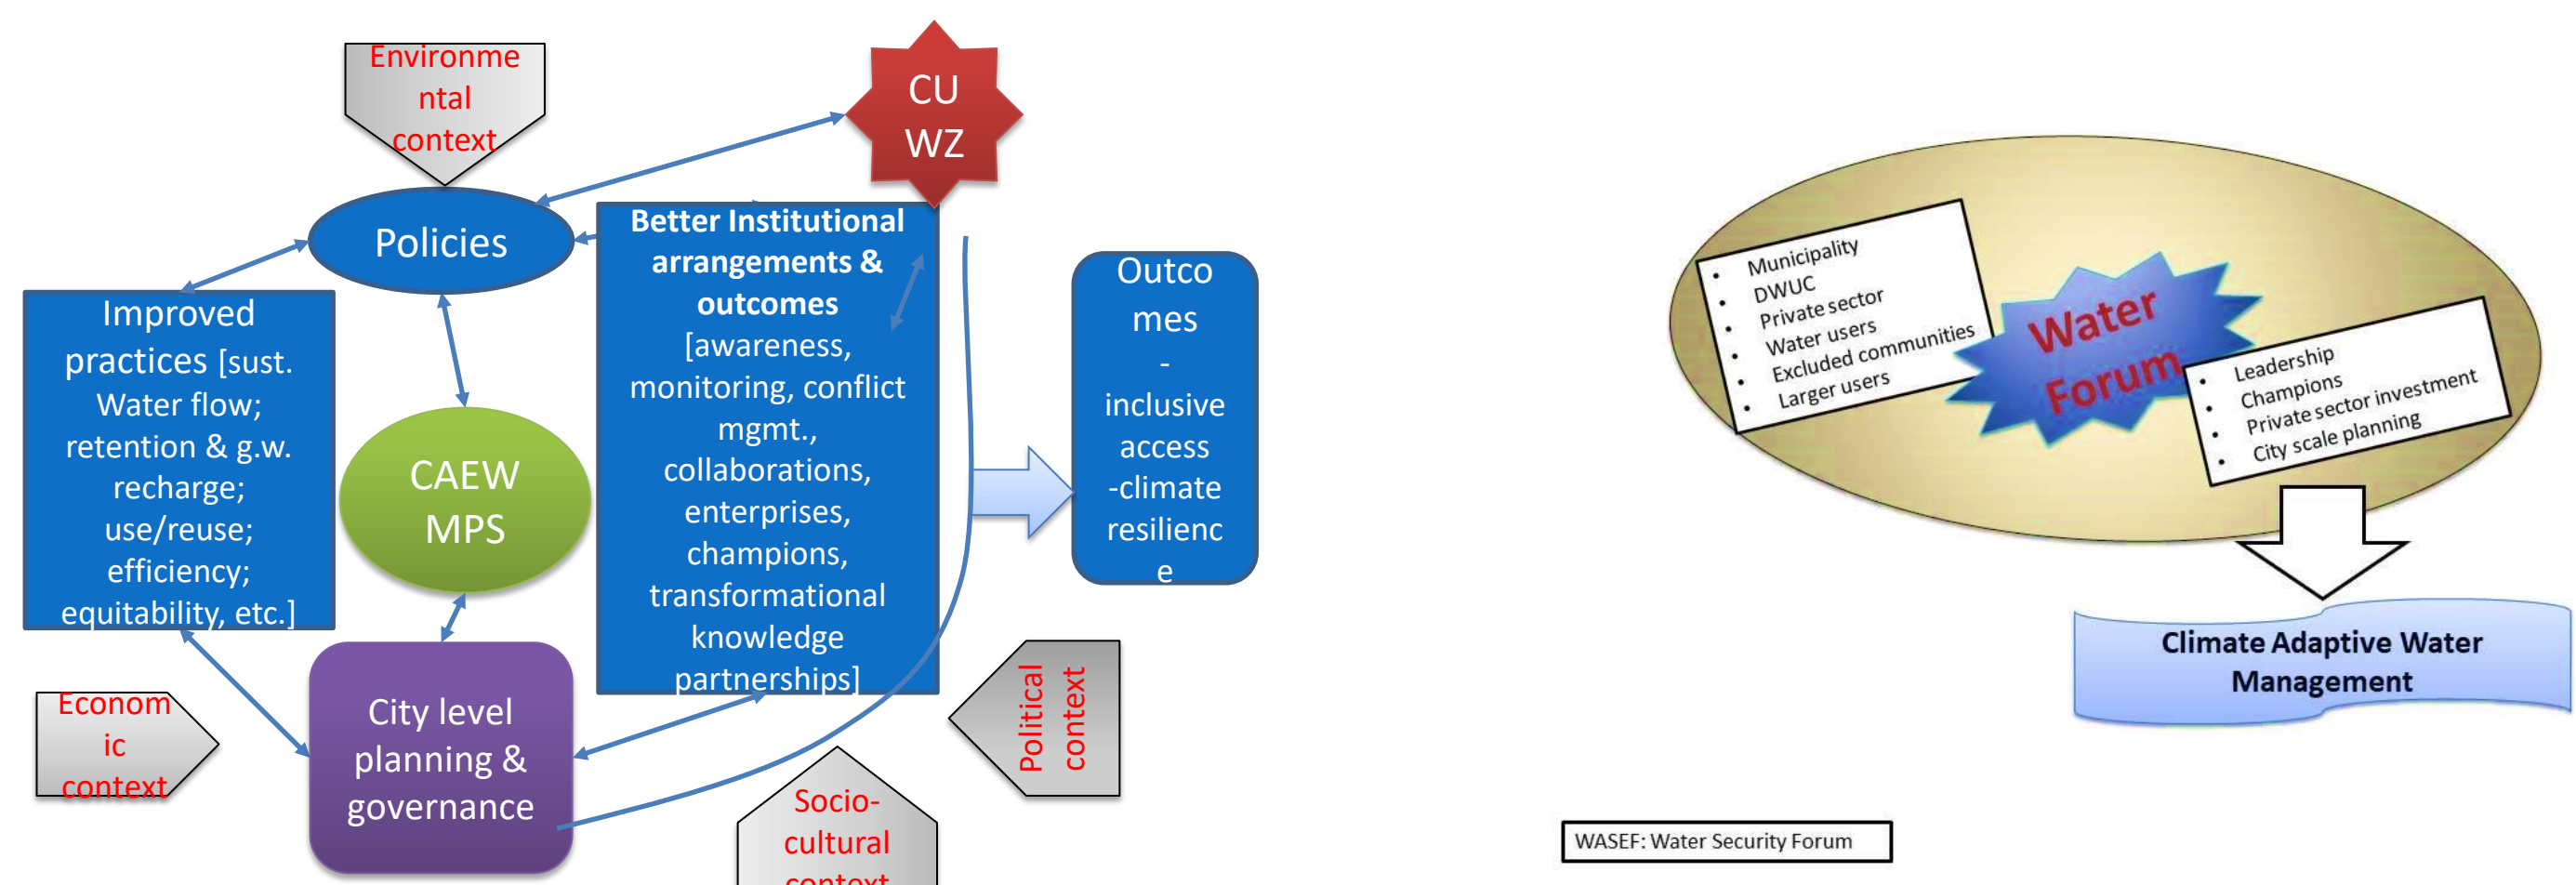 Environme
ntal
context
CU
WZ
Policies
Improved
practices [sust.
Water flow;
retention & g.w.
recharge;
use/reuse;
efficiency;
equitability, etc.]
CAEW
MPS
Better Institutional
arrangements &
outcomes
[awareness,
monitoring, conflict
mgmt.,
collaborations,
enterprises,
champions,
transformational
knowledge
partnerships]
Outco
mes
-
inclusive
access
-climate
resilienc
e
Econom
ic
context
City level
planning &
governance
Political
context
Socio-
cultural
context
• Municipality
• DWUC
• Private sector
• Water users
• Excluded communities
• Larger users
Water
Forum
• Leadership
• Champions
• Private sector investment
• City scale planning
Climate Adaptive Water
Management
WASEF: Water Security Forum